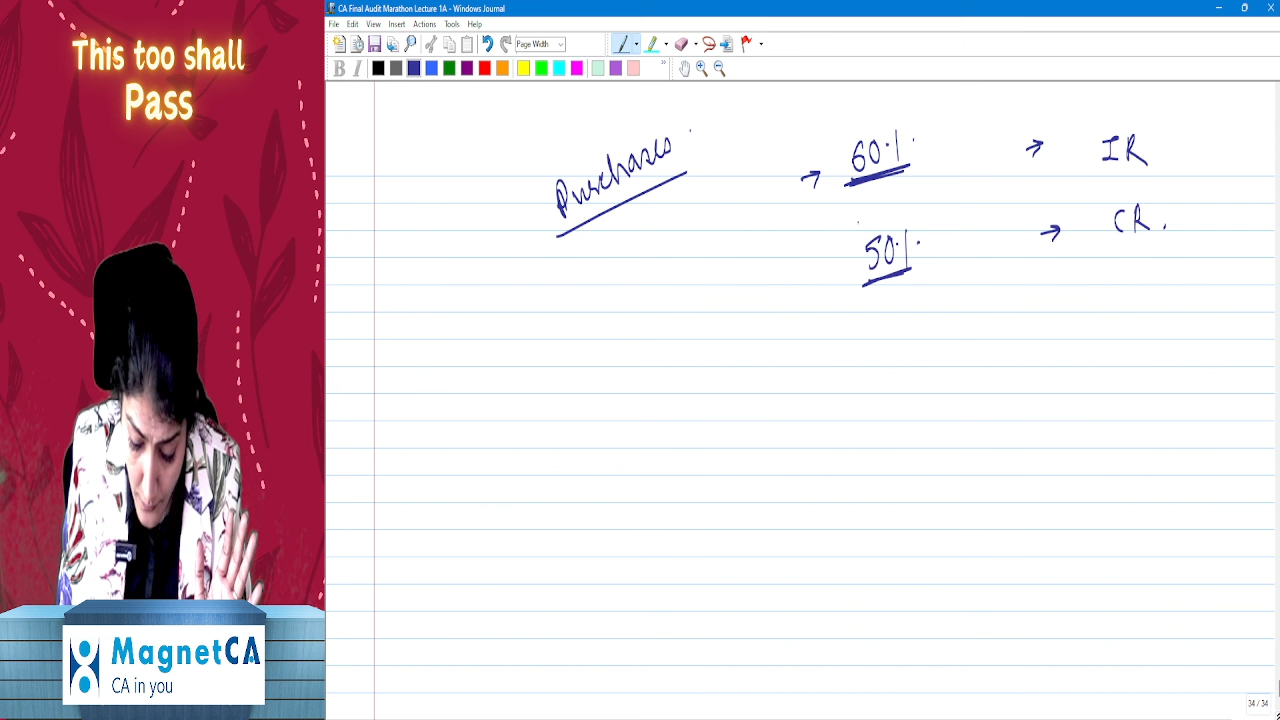 CA Final Audit Marathon Lecture 1A - Windows Journal
File Edit View Insert Actions Tools Help
Page Width
B I
This too shall
Pass
Purchases → 60% → IR
50% → CR.
MagnetCA
CA in you
34 / 34